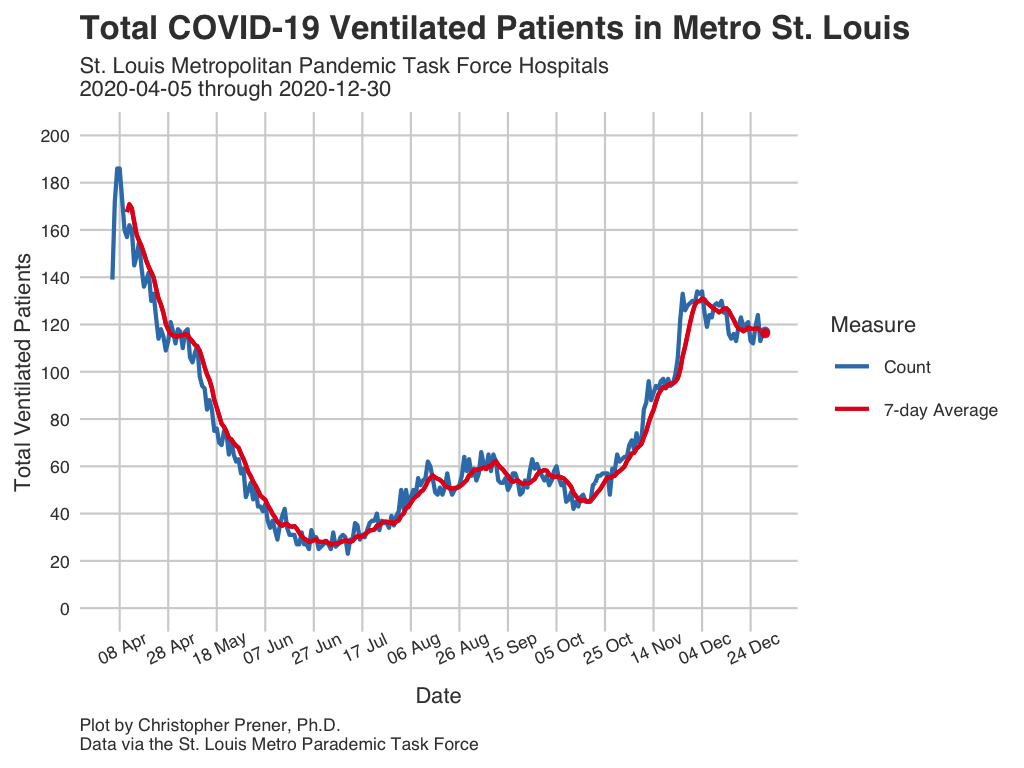 Total COVID-19 Ventilated Patients in Metro St. Louis
St. Louis Metropolitan Pandemic Task Force Hospitals
2020-04-05 through 2020-12-30
Total Ventilated Patients
200
180
160
140
120
100
80
60
40
20
0
08 Apr
28 Apr
18 May
07 Jun
27 Jun
17 Jul
06 Aug
26 Aug
15 Sep
05 Oct
25 Oct
14 Nov
04 Dec
24 Dec
Date
Measure
Count
7-day Average
Plot by Christopher Prener, Ph.D.
Data via the St. Louis Metro Parademic Task Force